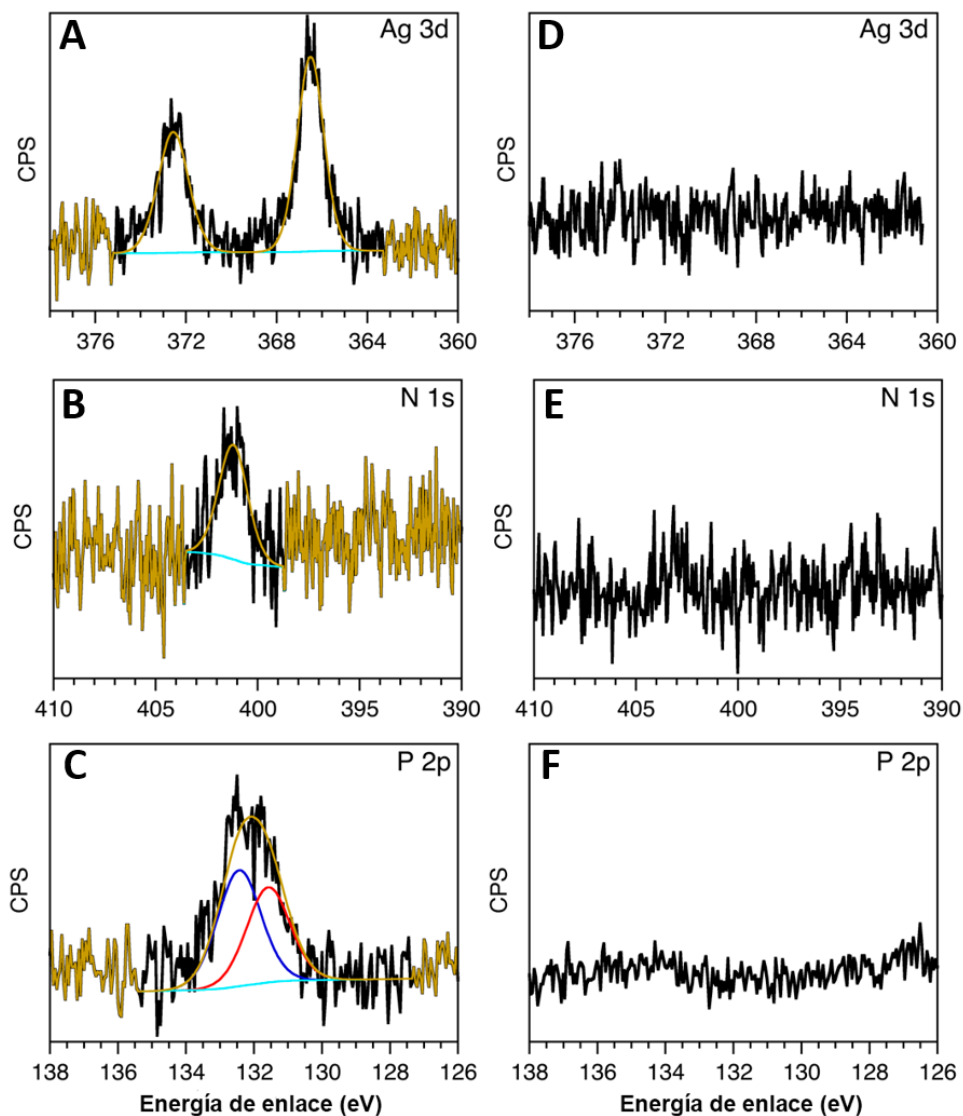 A
Ag 3d
CPS
376 372 368 364 360
D
Ag 3d
CPS
376 372 368 364 360
B
N 1s
CPS
410 405 400 395 390
E
N 1s
CPS
410 405 400 395 390
C
P 2p
CPS
138 136 134 132 130 128 126
Energía de enlace (eV)
F
P 2p
CPS
138 136 134 132 130 128 126
Energía de enlace (eV)